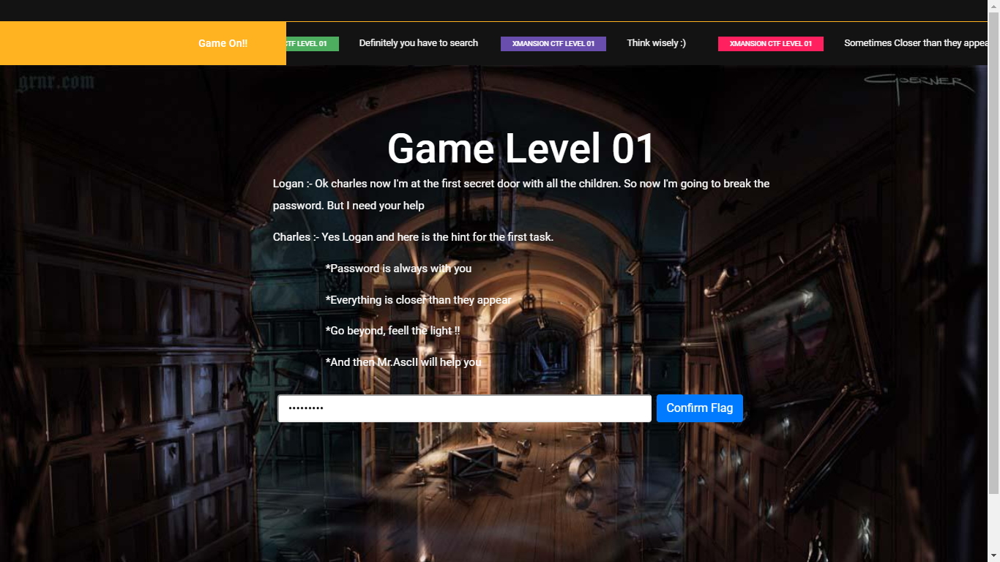 Game On!!
CTF LEVEL 01 Definitely you have to search XMANSION CTF LEVEL 01 Think wisely :) XMANSION CTF LEVEL 01 Sometimes Closer than they appea
grnr.com
GOERNER
Game Level 01
Logan :- Ok charles now I'm at the first secret door with all the children. So now I'm going to break the
password. But I need your help
Charles :- Yes Logan and here is the hint for the first task.
*Password is always with you
*Everything is closer than they appear
*Go beyond, feell the light !!
*And then Mr.AscII will help you
Confirm Flag